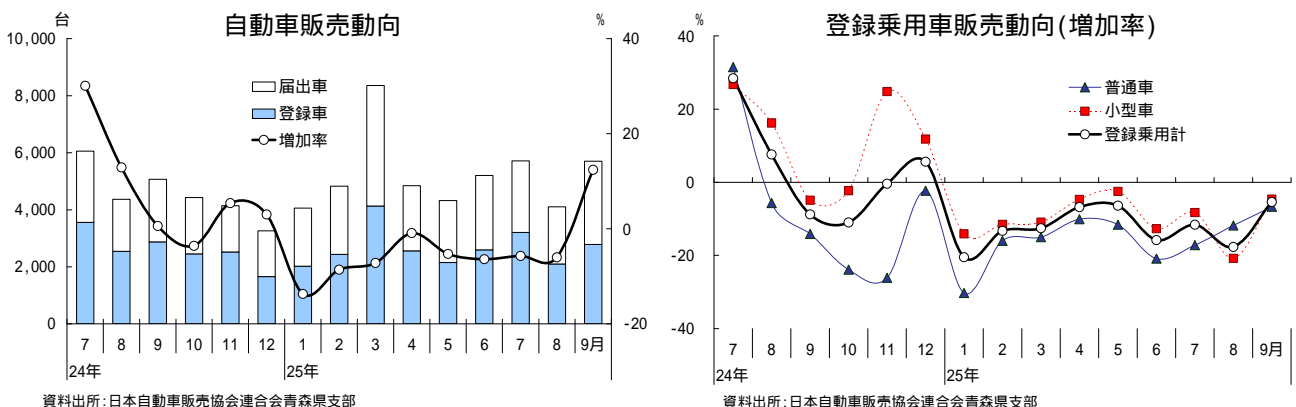 自動車販売動向
台
%
10,000
8,000
6,000
4,000
2,000
0
40
20
0
-20
届出車
登録車
増加率
7 8 9 10 11 12 1 2 3 4 5 6 7 8 9月
24年 25年
資料出所:日本自動車販売協会連合会青森県支部
登録乗用車販売動向(増加率)
%
40
20
0
-20
-40
普通車
小型車
登録乗用計
7 8 9 10 11 12 1 2 3 4 5 6 7 8 9月
24年 25年
資料出所:日本自動車販売協会連合会青森県支部